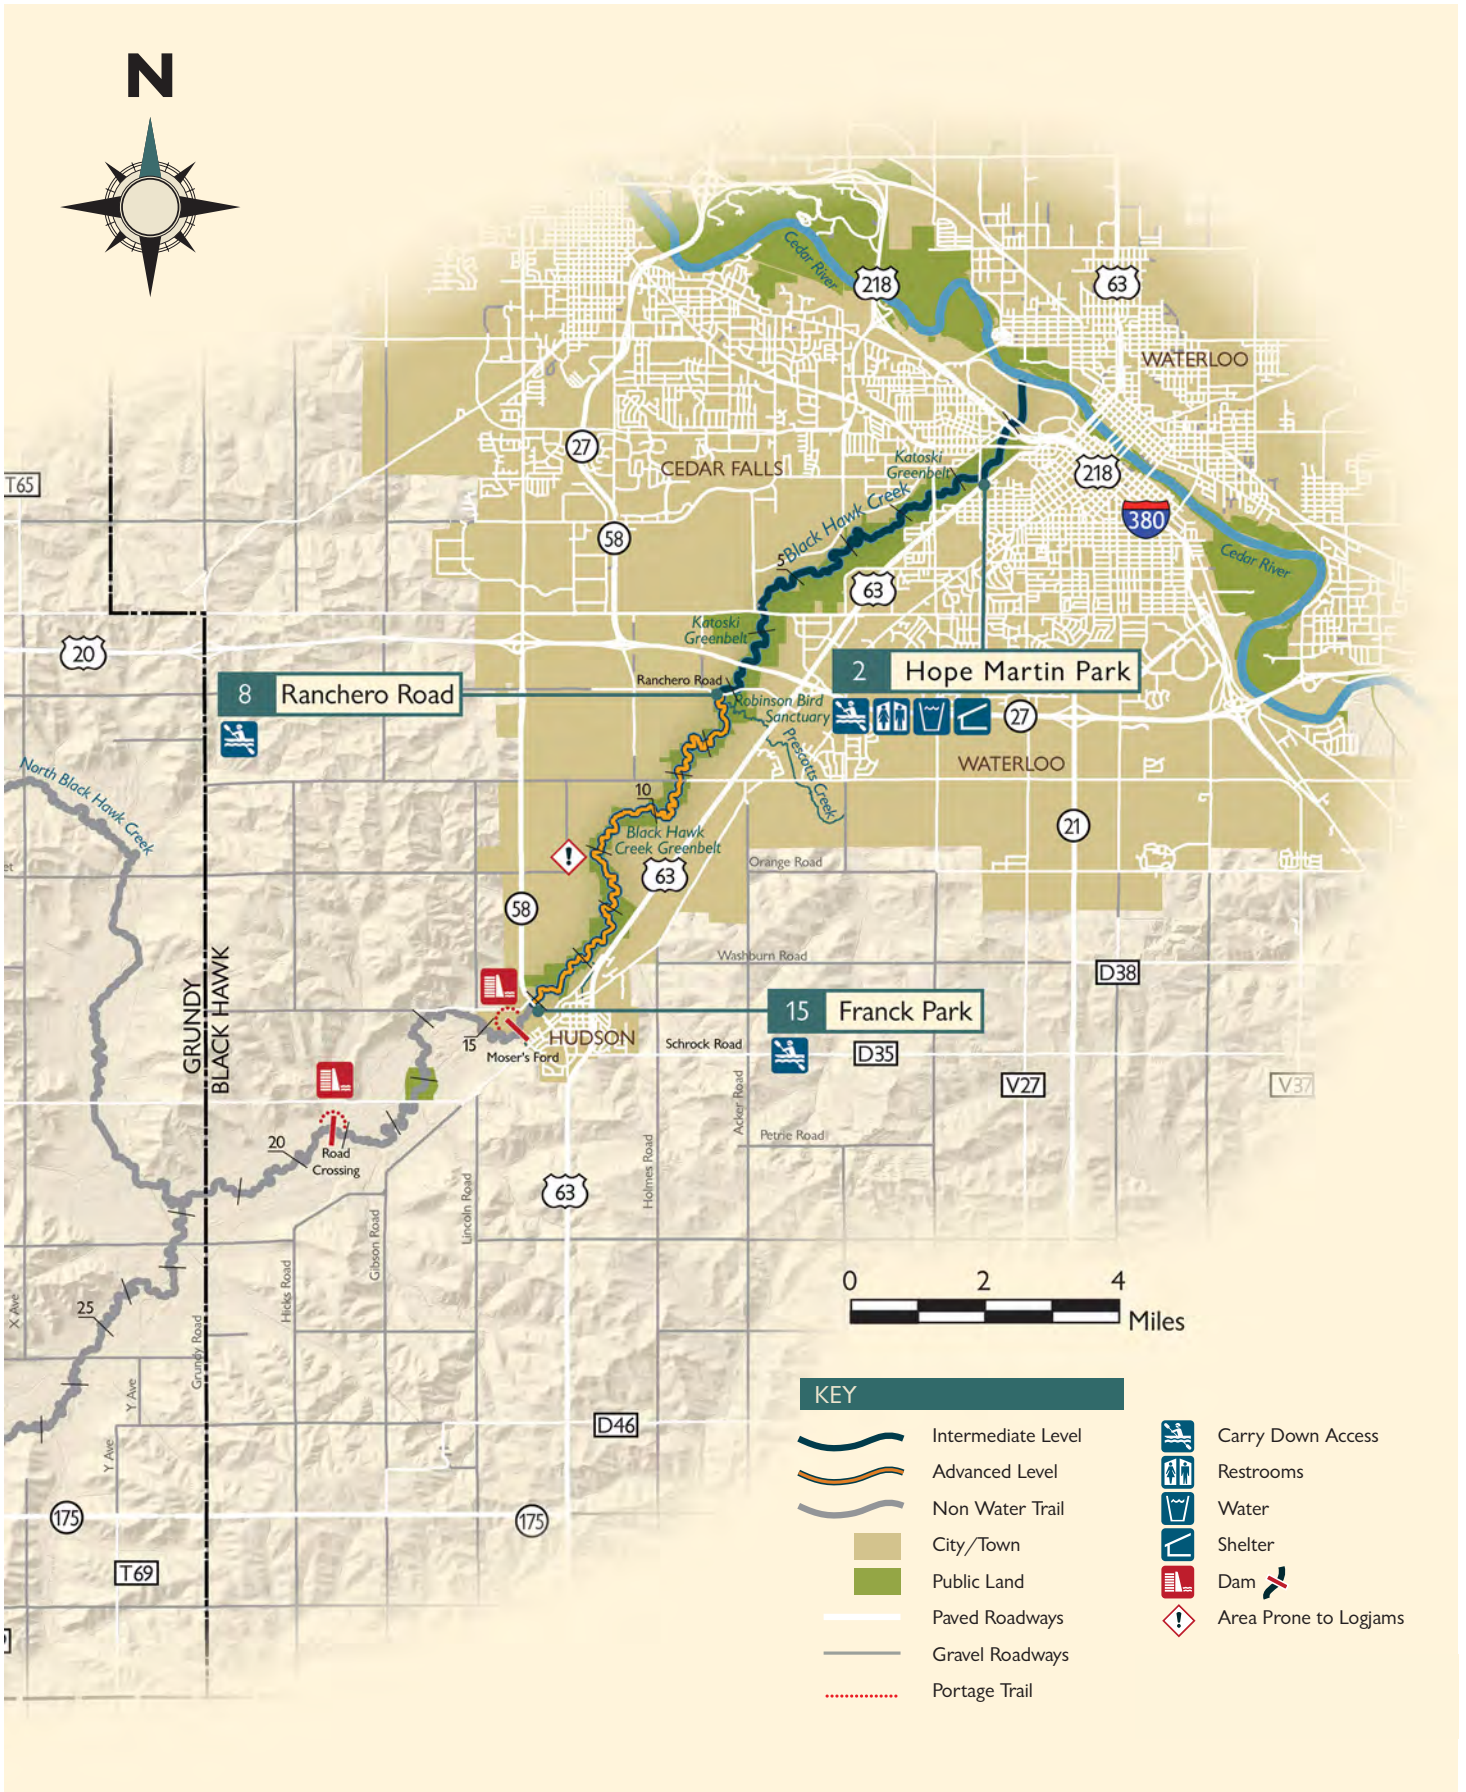 N
Cedar River
218
63
WATERLOO
27
CEDAR FALLS
Katoski
Greenbelt
218
T65
Black Hawk Creek
380
58
5
63
Cedar River
Katoski
Greenbelt
20
Ranchero Road
2 Hope Martin Park
8 Ranchero Road
Robinson Bird
Sanctuary
27
Prescotts Creek
WATERLOO
North Black Hawk Creek
10
21
Black Hawk
Creek Greenbelt
!
63
Orange Road
58
Washburn Road
D38
GRUNDY
BLACK HAWK
15 Franck Park
15
HUDSON
Moser's Ford
Schrock Road
D35
V27
V37
Acker Road
Petrie Road
20
Road
Crossing
Holmes Road
63
Lincoln Road
Gibson Road
Hicks Road
X Ave
25
Grundy Road
Y Ave
Y Ave
0 2 4
Miles
D46
175
175
T69
KEY
Intermediate Level
Advanced Level
Non Water Trail
City/Town
Public Land
Paved Roadways
Gravel Roadways
Portage Trail
Carry Down Access
Restrooms
Water
Shelter
Dam
! Area Prone to Logjams